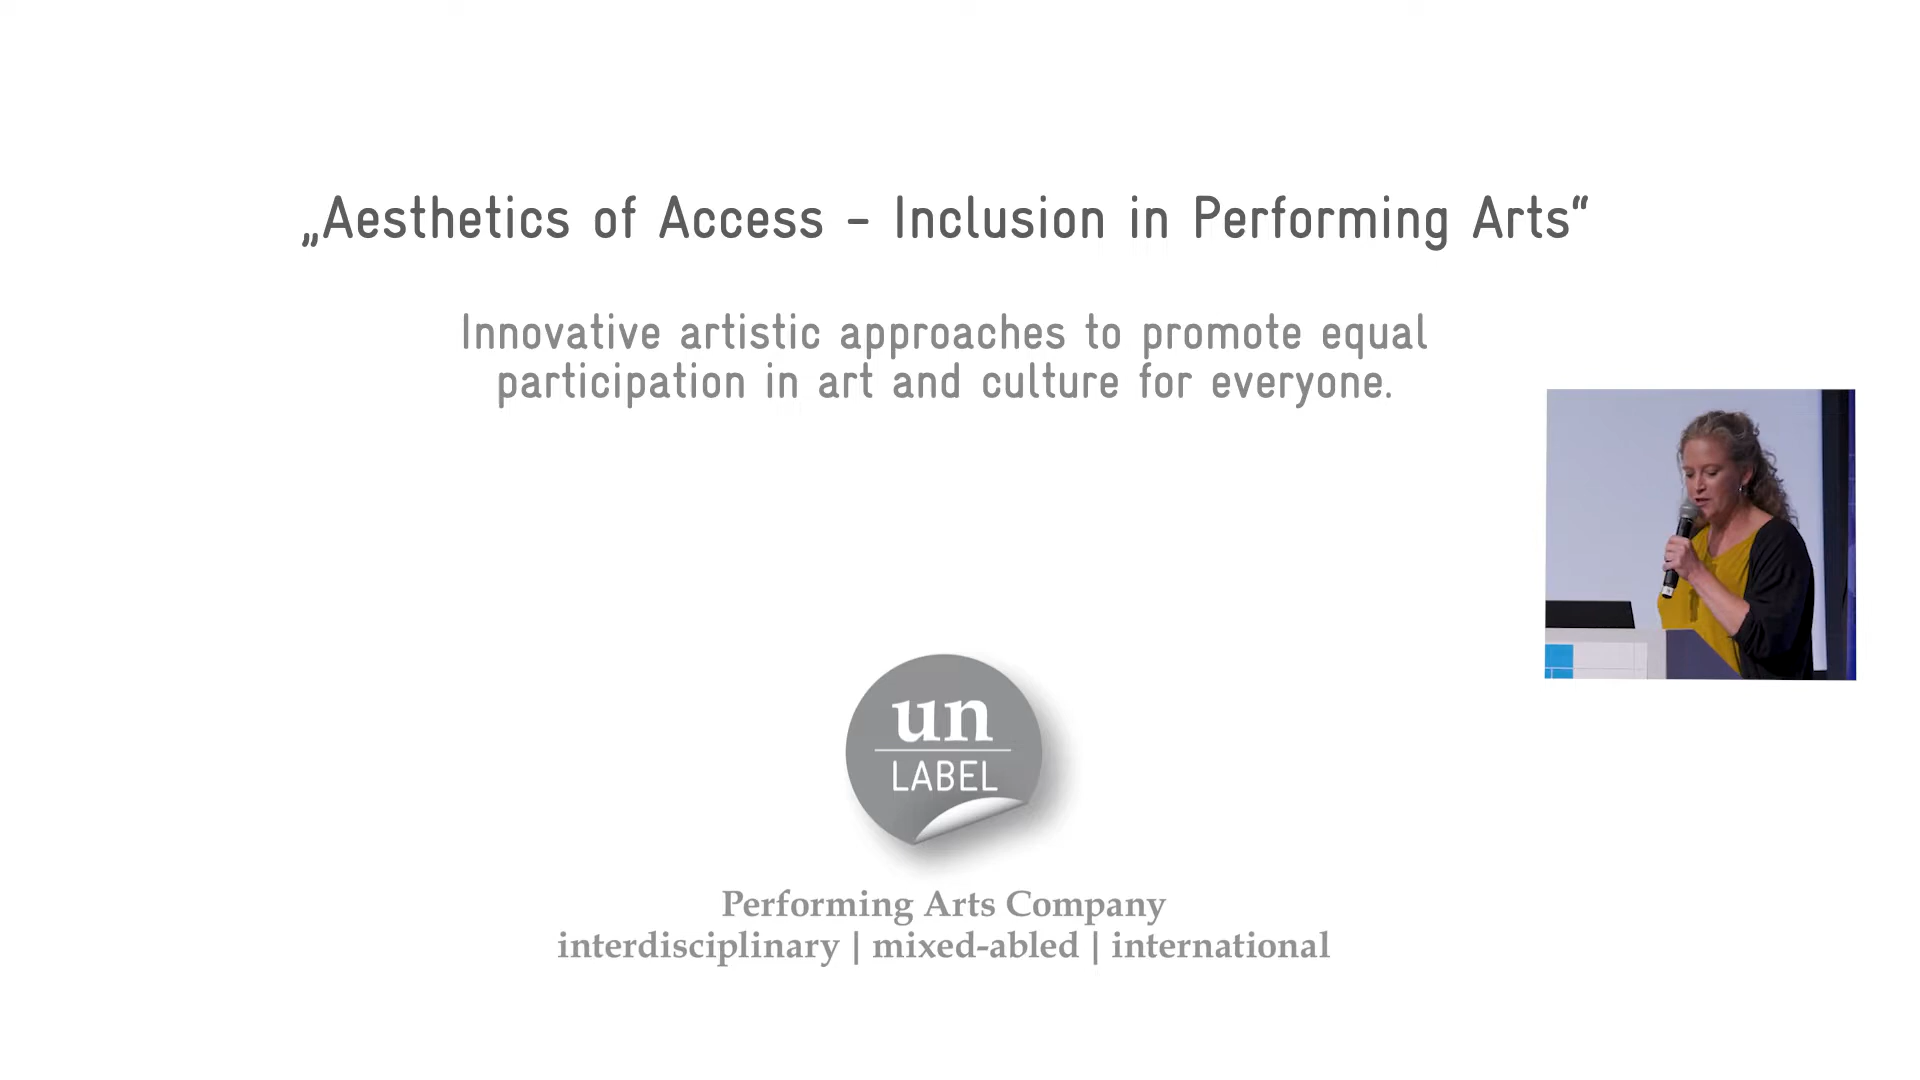 „Aesthetics of Access – Inclusion in Performing Arts“
Innovative artistic approaches to promote equal
participation in art and culture for everyone.
un
LABEL
Performing Arts Company
interdisciplinary | mixed-abled | international